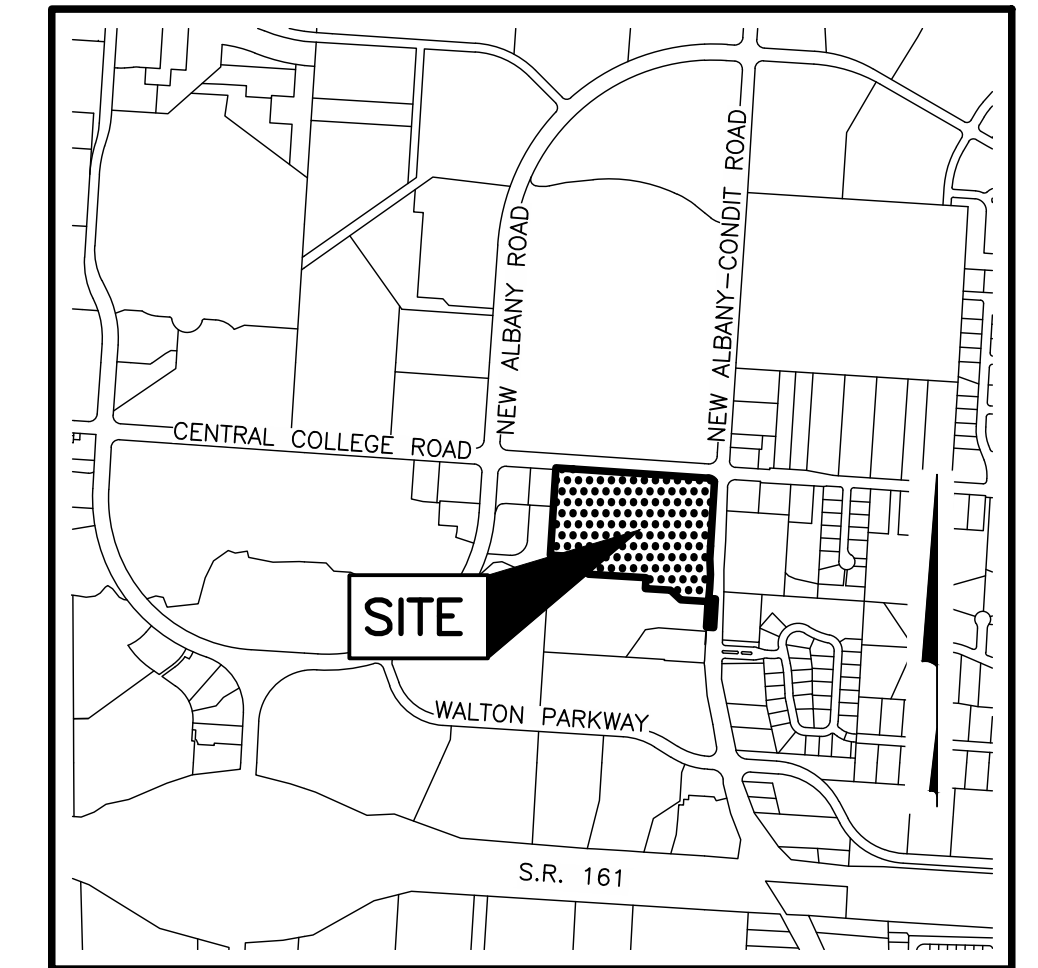 NEW ALBANY ROAD
NEW ALBANY-CONDIT ROAD
CENTRAL COLLEGE ROAD
SITE
WALTON PARKWAY
S.R. 161